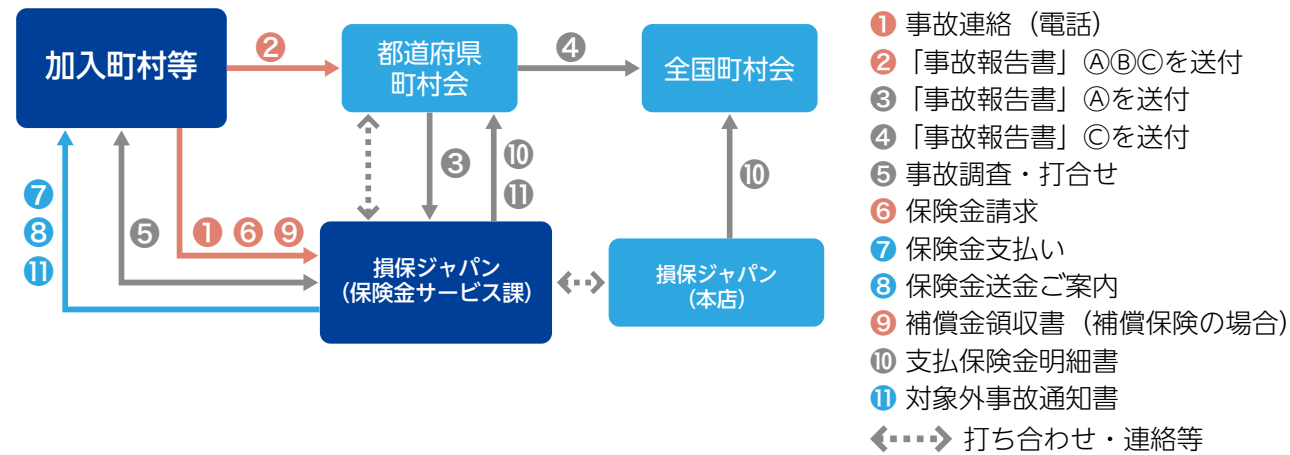 加入町村等
❷
都道府県
町村会
❹
全国町村会
❸
❿
⓫
❿
❼
❽
⓫
❺
❶ ❻ ❾
損保ジャパン
（保険金サービス課）
損保ジャパン
（本店）
❶ 事故連絡（電話）
❷ 「事故報告書」ⒶⒷⒸを送付
❸ 「事故報告書」Ⓐを送付
❹ 「事故報告書」Ⓒを送付
❺ 事故調査・打合せ
❻ 保険金請求
❼ 保険金支払い
❽ 保険金送金ご案内
❾ 補償金領収書（補償保険の場合）
❿ 支払保険金明細書
⓫ 対象外事故通知書
打ち合わせ・連絡等